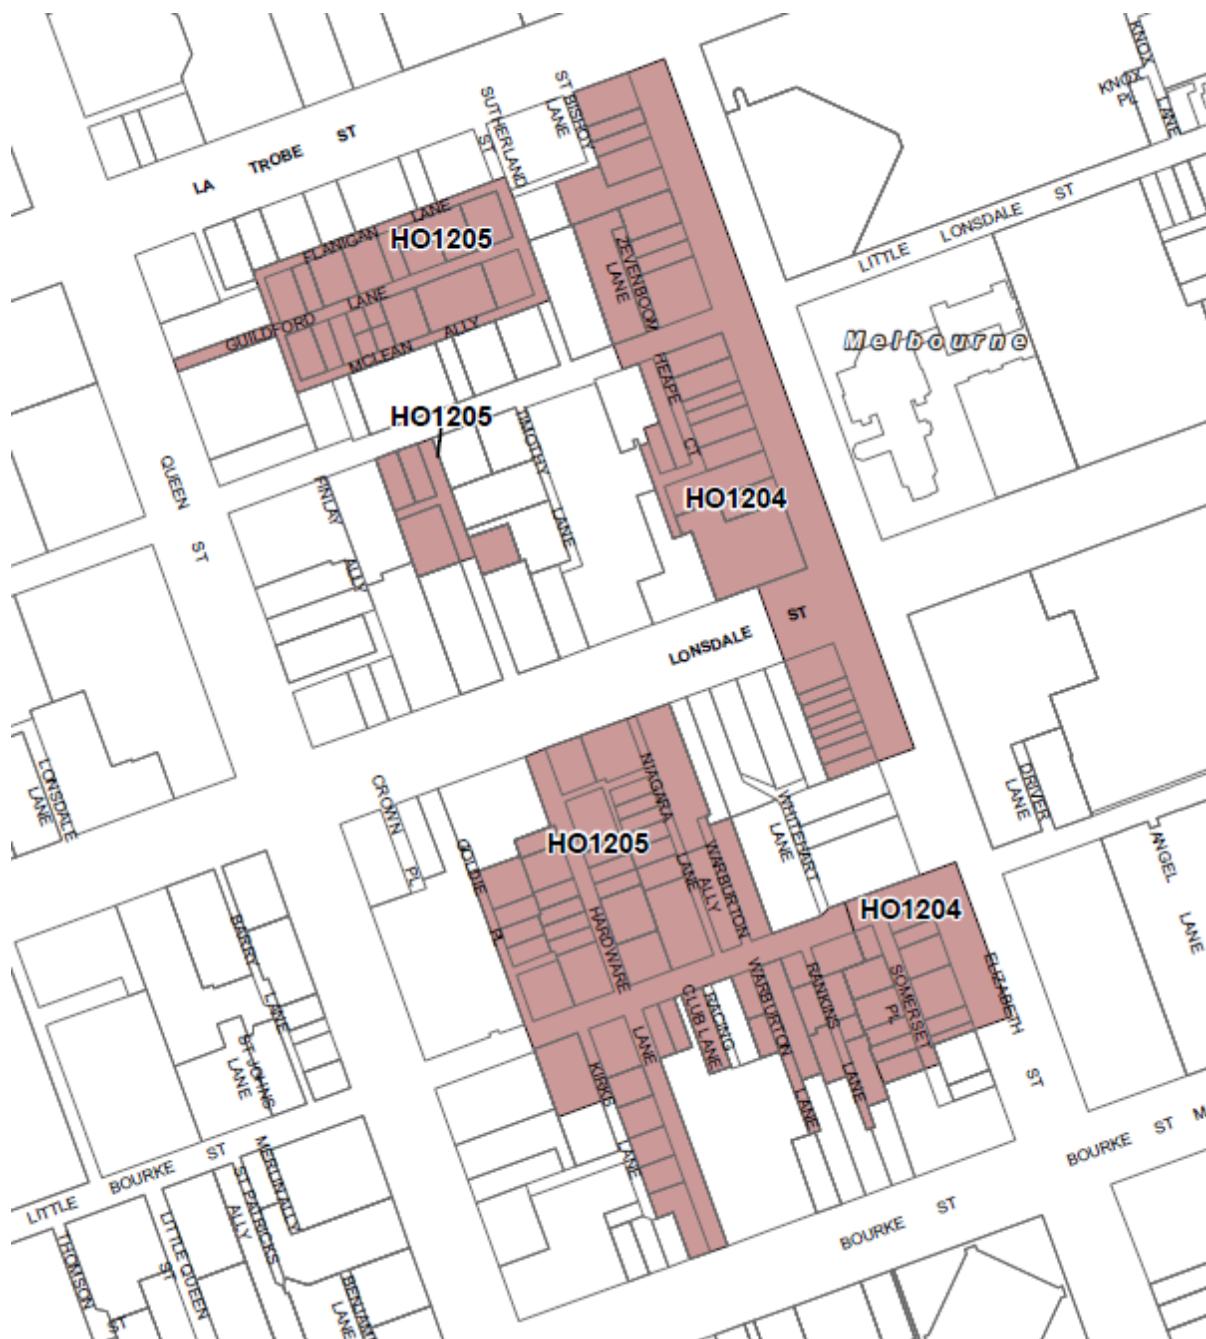 KNOX
LANE
KNOX
PL
ST BISHOY
LANE
SUTHERLAND
ST
LA TROBE ST
LITTLE LONSDALE ST
FLANIGAN LANE
HO1205
ZEVENBOOM
LANE
GUILDFORD LANE
MCLEAN ALLY
Melbourne
HEAPE CT
HO1205
TIMOTHY
LANE
QUEEN ST
FINLAY
ALLY
HO1204
LONSDALE ST
LONSDALE
LANE
CROWN PL
NIAGARA
LANE
DRIVER
LANE
WHITEHART
LANE
GOLDIE PL
HO1205
WARBURTON
ALLY
ANGEL LANE
HARDWARE
LANE
HO1204
BARRY
LANE
ELIZABETH ST
SOMERSET
PL
RANKINS
LANE
WARBURTON
LANE
RACING
CLUB LANE
KIRKS
LANE
ST JOHNS
LANE
LITTLE BOURKE ST
BOURKE ST M
BOURKE ST
MERLIN ALLY
ST PATRICKS
ALLY
LITTLE QUEEN
ST
THOMSON
ST
BENJAM
LANE